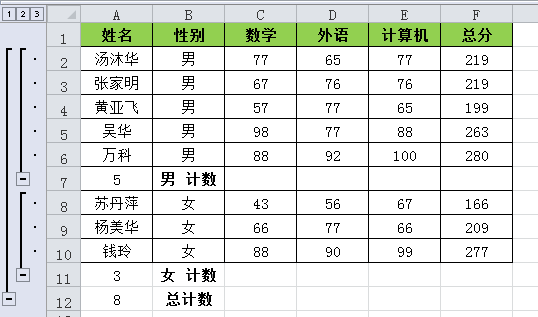 1 2 3
A B C D E F
1 姓名 性别 数学 外语 计算机 总分
2 汤沐华 男 77 65 77 219
3 张家明 男 67 76 76 219
4 黄亚飞 男 57 77 65 199
5 吴华 男 98 77 88 263
6 万科 男 88 92 100 280
7 5 男 计数
8 苏丹萍 女 43 56 67 166
9 杨美华 女 66 77 66 209
10 钱玲 女 88 90 99 277
11 3 女 计数
12 8 总计数